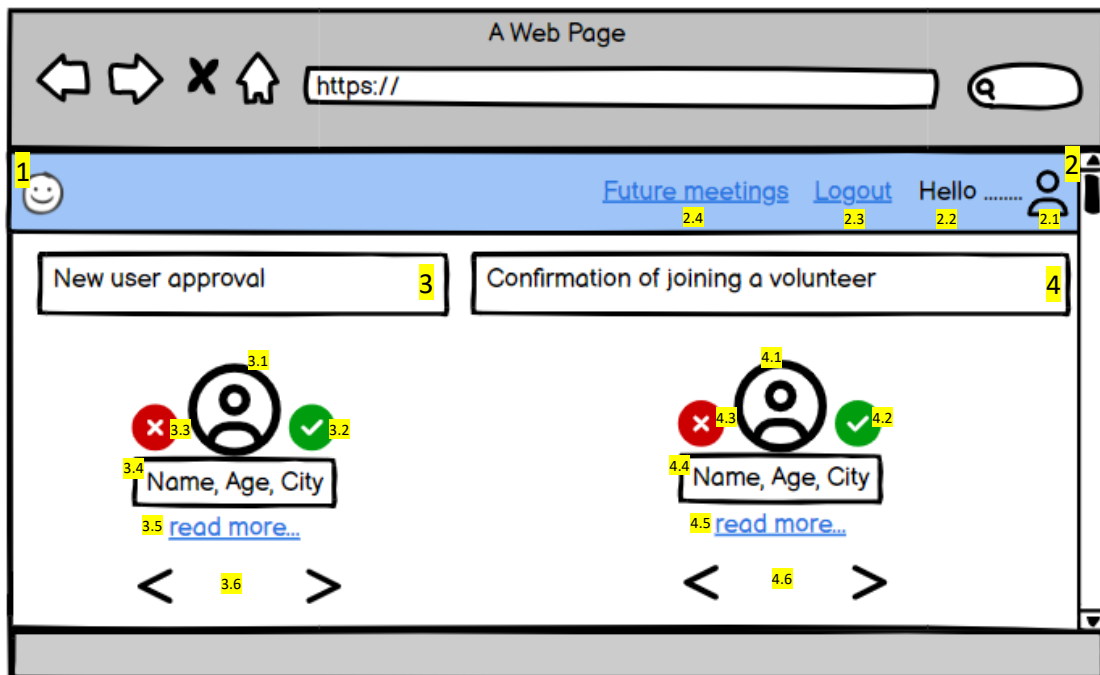 A Web Page
https://
1
2
Future meetings Logout Hello ........
2.4 2.3 2.2 2.1
New user approval 3
Confirmation of joining a volunteer 4
3.1
3.3 3.2
3.4
Name, Age, City
3.5 read more...
< 3.6 >
4.1
4.3 4.2
4.4
Name, Age, City
4.5 read more...
< 4.6 >